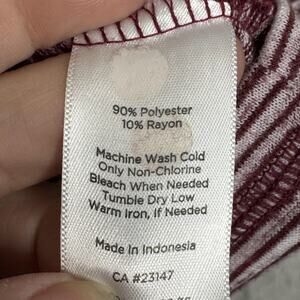 90% Polyester
10% Rayon
Machine Wash Cold
Only Non-Chlorine
Bleach When Needed
Tumble Dry Low
Warm Iron, If Needed
Made In Indonesia
CA #23147